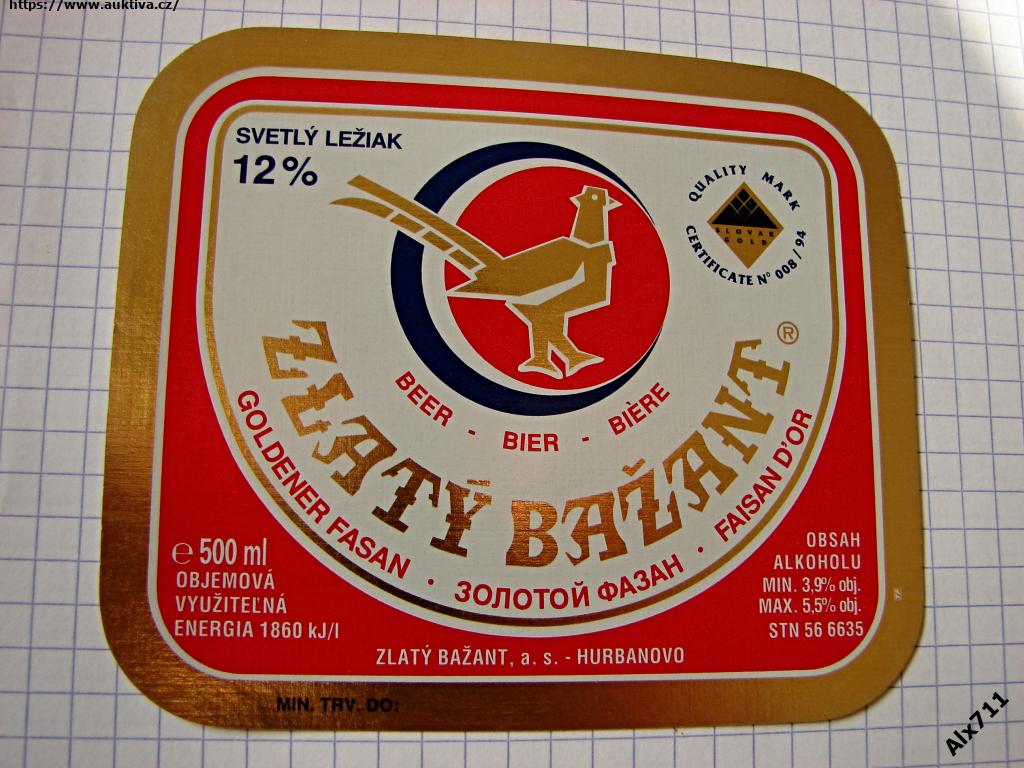 https://www.auktiva.cz/
SVETLÝ LEŽIAK
12%
QUALITY MARK
SLOVAK
GOLD
CERTIFICATE Nº 008 / 94
BEER - BIER - BIÈRE
ZLATÝ BAŽANT ®
GOLDENER FASAN · ЗОЛОТОЙ ФАЗАН · FAISAN D'OR
℮ 500 ml
OBJEMOVÁ
VYUŽITEĽNÁ
ENERGIA 1860 kJ/l
OBSAH
ALKOHOLU
MIN. 3,9% obj.
MAX. 5,5% obj.
STN 56 6635
ZLATÝ BAŽANT, a. s. - HURBANOVO
MIN. TRV. DO:
Alx711